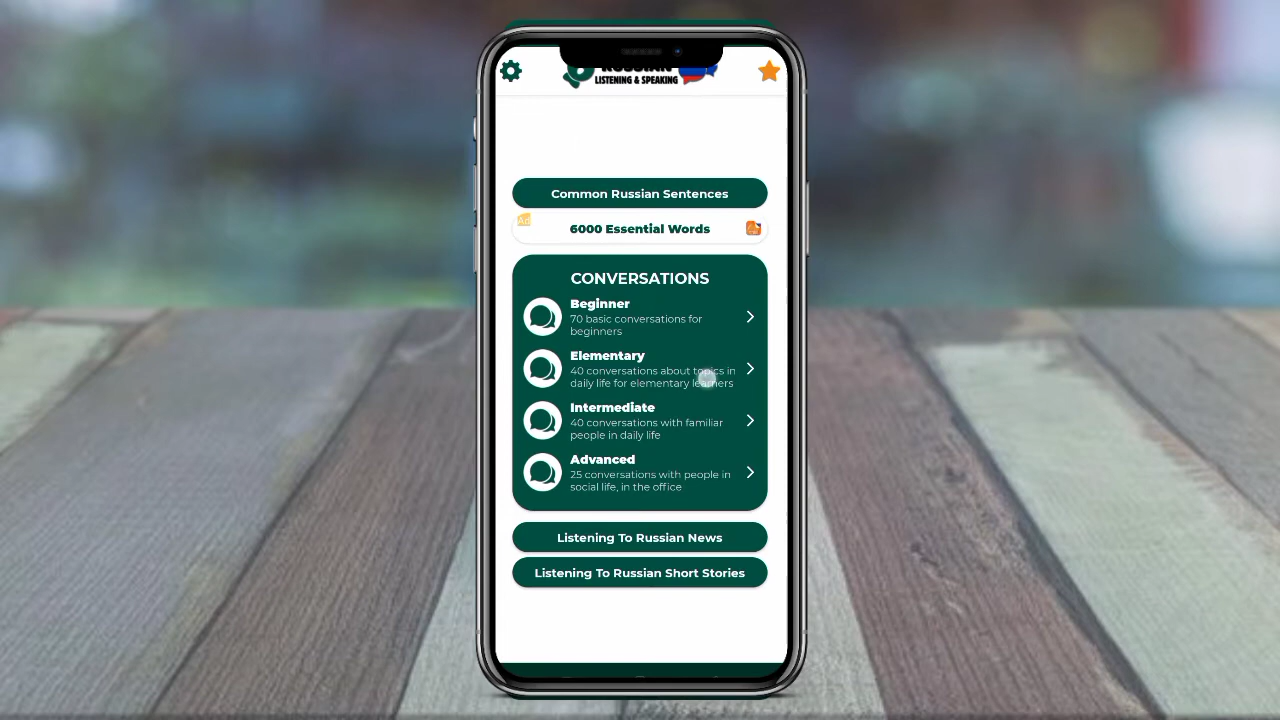 LISTENING & SPEAKING
Common Russian Sentences
Ad
6000 Essential Words
CONVERSATIONS
Beginner
70 basic conversations for
beginners
Elementary
40 conversations about topics in
daily life for elementary learners
Intermediate
40 conversations with familiar
people in daily life
Advanced
25 conversations with people in
social life, in the office
Listening To Russian News
Listening To Russian Short Stories